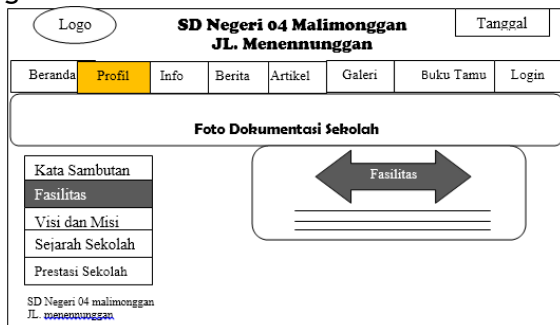 Logo
SD Negeri 04 Malimonggan
JL. Menennunggan
Tanggal
Beranda Profil Info Berita Artikel Galeri Buku Tamu Login
Foto Dokumentasi Sekolah
Kata Sambutan
Fasilitas
Visi dan Misi
Sejarah Sekolah
Prestasi Sekolah
Fasilitas
SD Negeri 04 malimonggan
JL. menennunggan